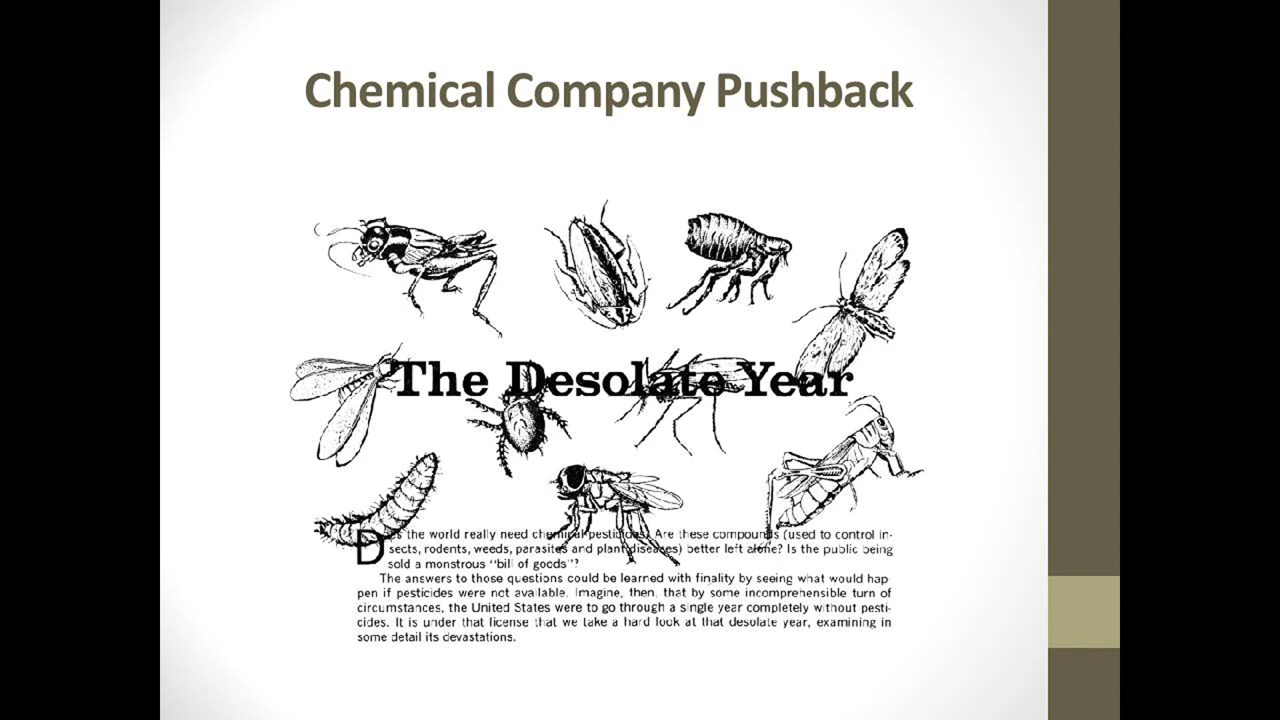 Chemical Company Pushback
The Desolate Year
Does the world really need chemical pesticides? Are these compounds (used to control in-
sects, rodents, weeds, parasites and plant diseases) better left alone? Is the public being
sold a monstrous "bill of goods"?
The answers to those questions could be learned with finality by seeing what would hap-
pen if pesticides were not available. Imagine, then, that by some incomprehensible turn of
circumstances, the United States were to go through a single year completely without pesti-
cides. It is under that license that we take a hard look at that desolate year, examining in
some detail its devastations.